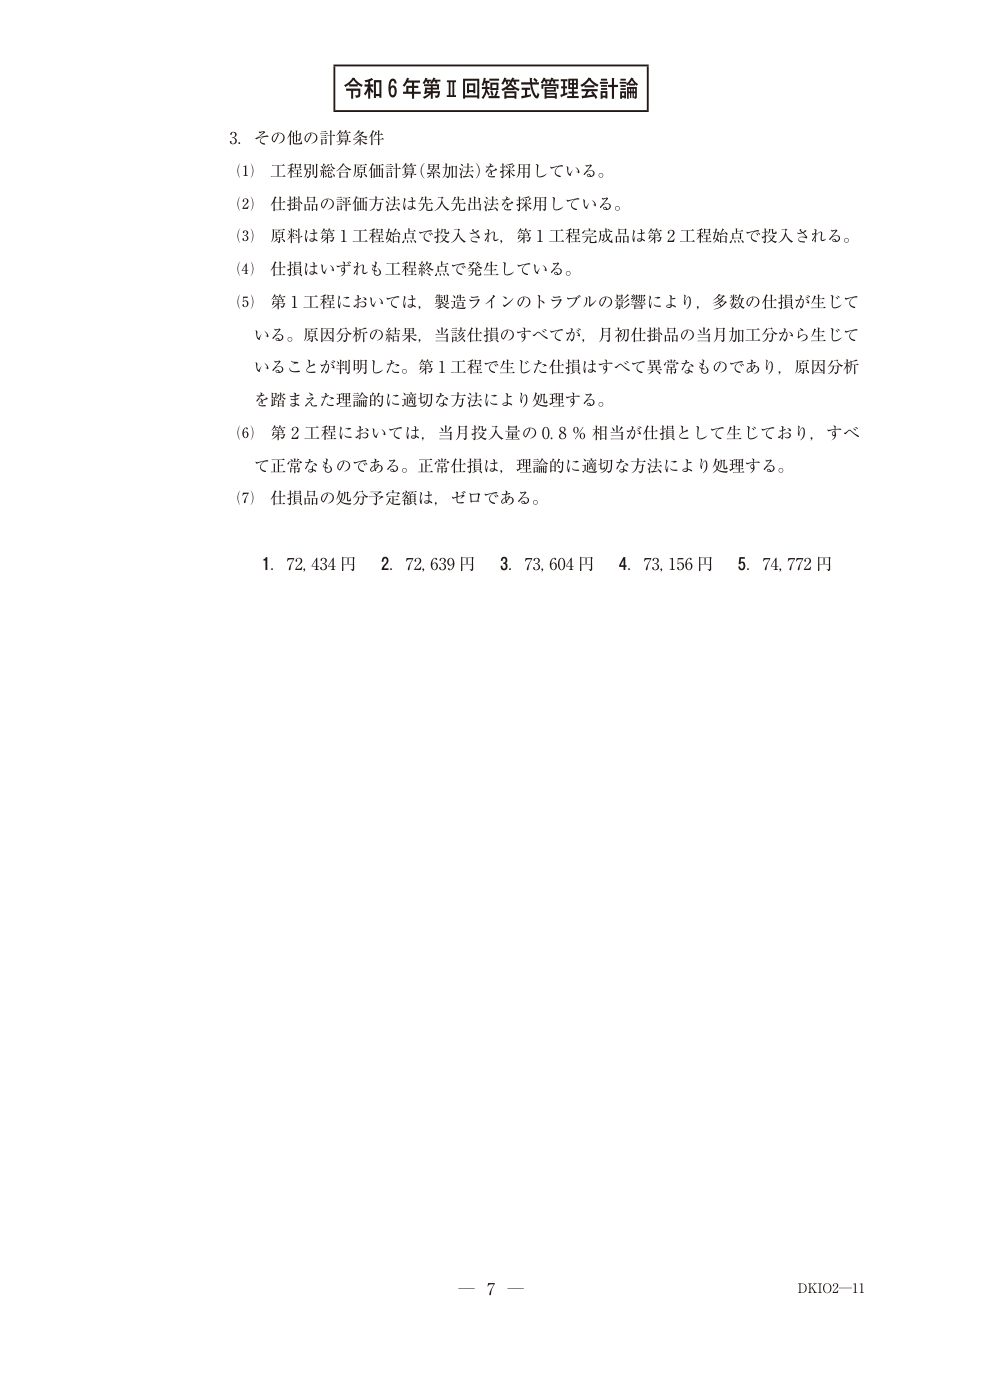 令和6年第Ⅱ回短答式管理会計論
3. その他の計算条件
⑴ 工程別総合原価計算(累加法)を採用している。
⑵ 仕掛品の評価方法は先入先出法を採用している。
⑶ 原料は第1工程始点で投入され，第1工程完成品は第2工程始点で投入される。
⑷ 仕損はいずれも工程終点で発生している。
⑸ 第1工程においては，製造ラインのトラブルの影響により，多数の仕損が生じて
いる。原因分析の結果，当該仕損のすべてが，月初仕掛品の当月加工分から生じて
いることが判明した。第1工程で生じた仕損はすべて異常なものであり，原因分析
を踏まえた理論的に適切な方法により処理する。
⑹ 第2工程においては，当月投入量の0.8％相当が仕損として生じており，すべ
て正常なものである。正常仕損は，理論的に適切な方法により処理する。
⑺ 仕損品の処分予定額は，ゼロである。
1. 72,434円 2. 72,639円 3. 73,604円 4. 73,156円 5. 74,772円
― 7 ―
DKIO2―11